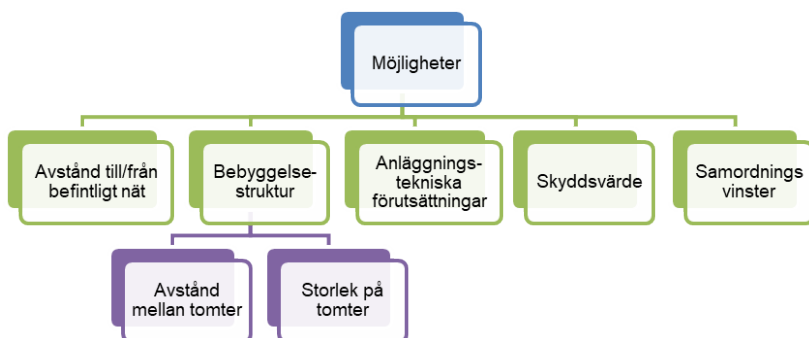 Möjligheter
Avstånd till/från
befintligt nät
Bebyggelse-
struktur
Anläggnings-
tekniska
förutsättningar
Skyddsvärde
Samordnings
vinster
Avstånd
mellan tomter
Storlek på
tomter